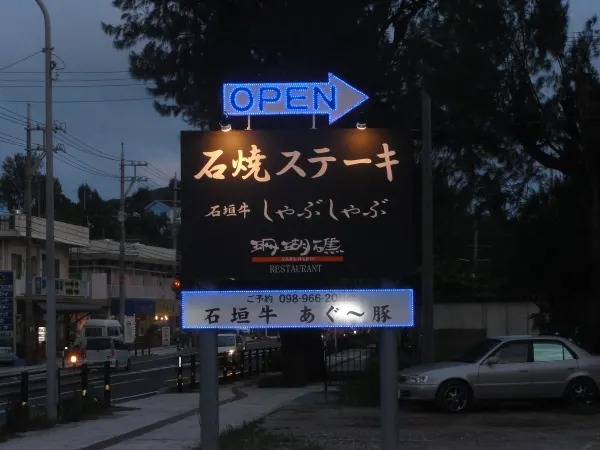 OPEN
石焼ステーキ
石垣牛 しゃぶしゃぶ
珊瑚礁
RESTAURANT
ご予約 098-966-20
石垣牛 あぐ〜豚